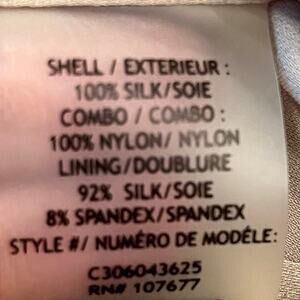 SHELL / EXTERIEUR :
100% SILK/SOIE
COMBO / COMBO :
100% NYLON/ NYLON
LINING/DOUBLURE
92% SILK/SOIE
8% SPANDEX/SPANDEX
STYLE #/ NUMÉRO DE MODÉLE:
C306043625
RN# 107677